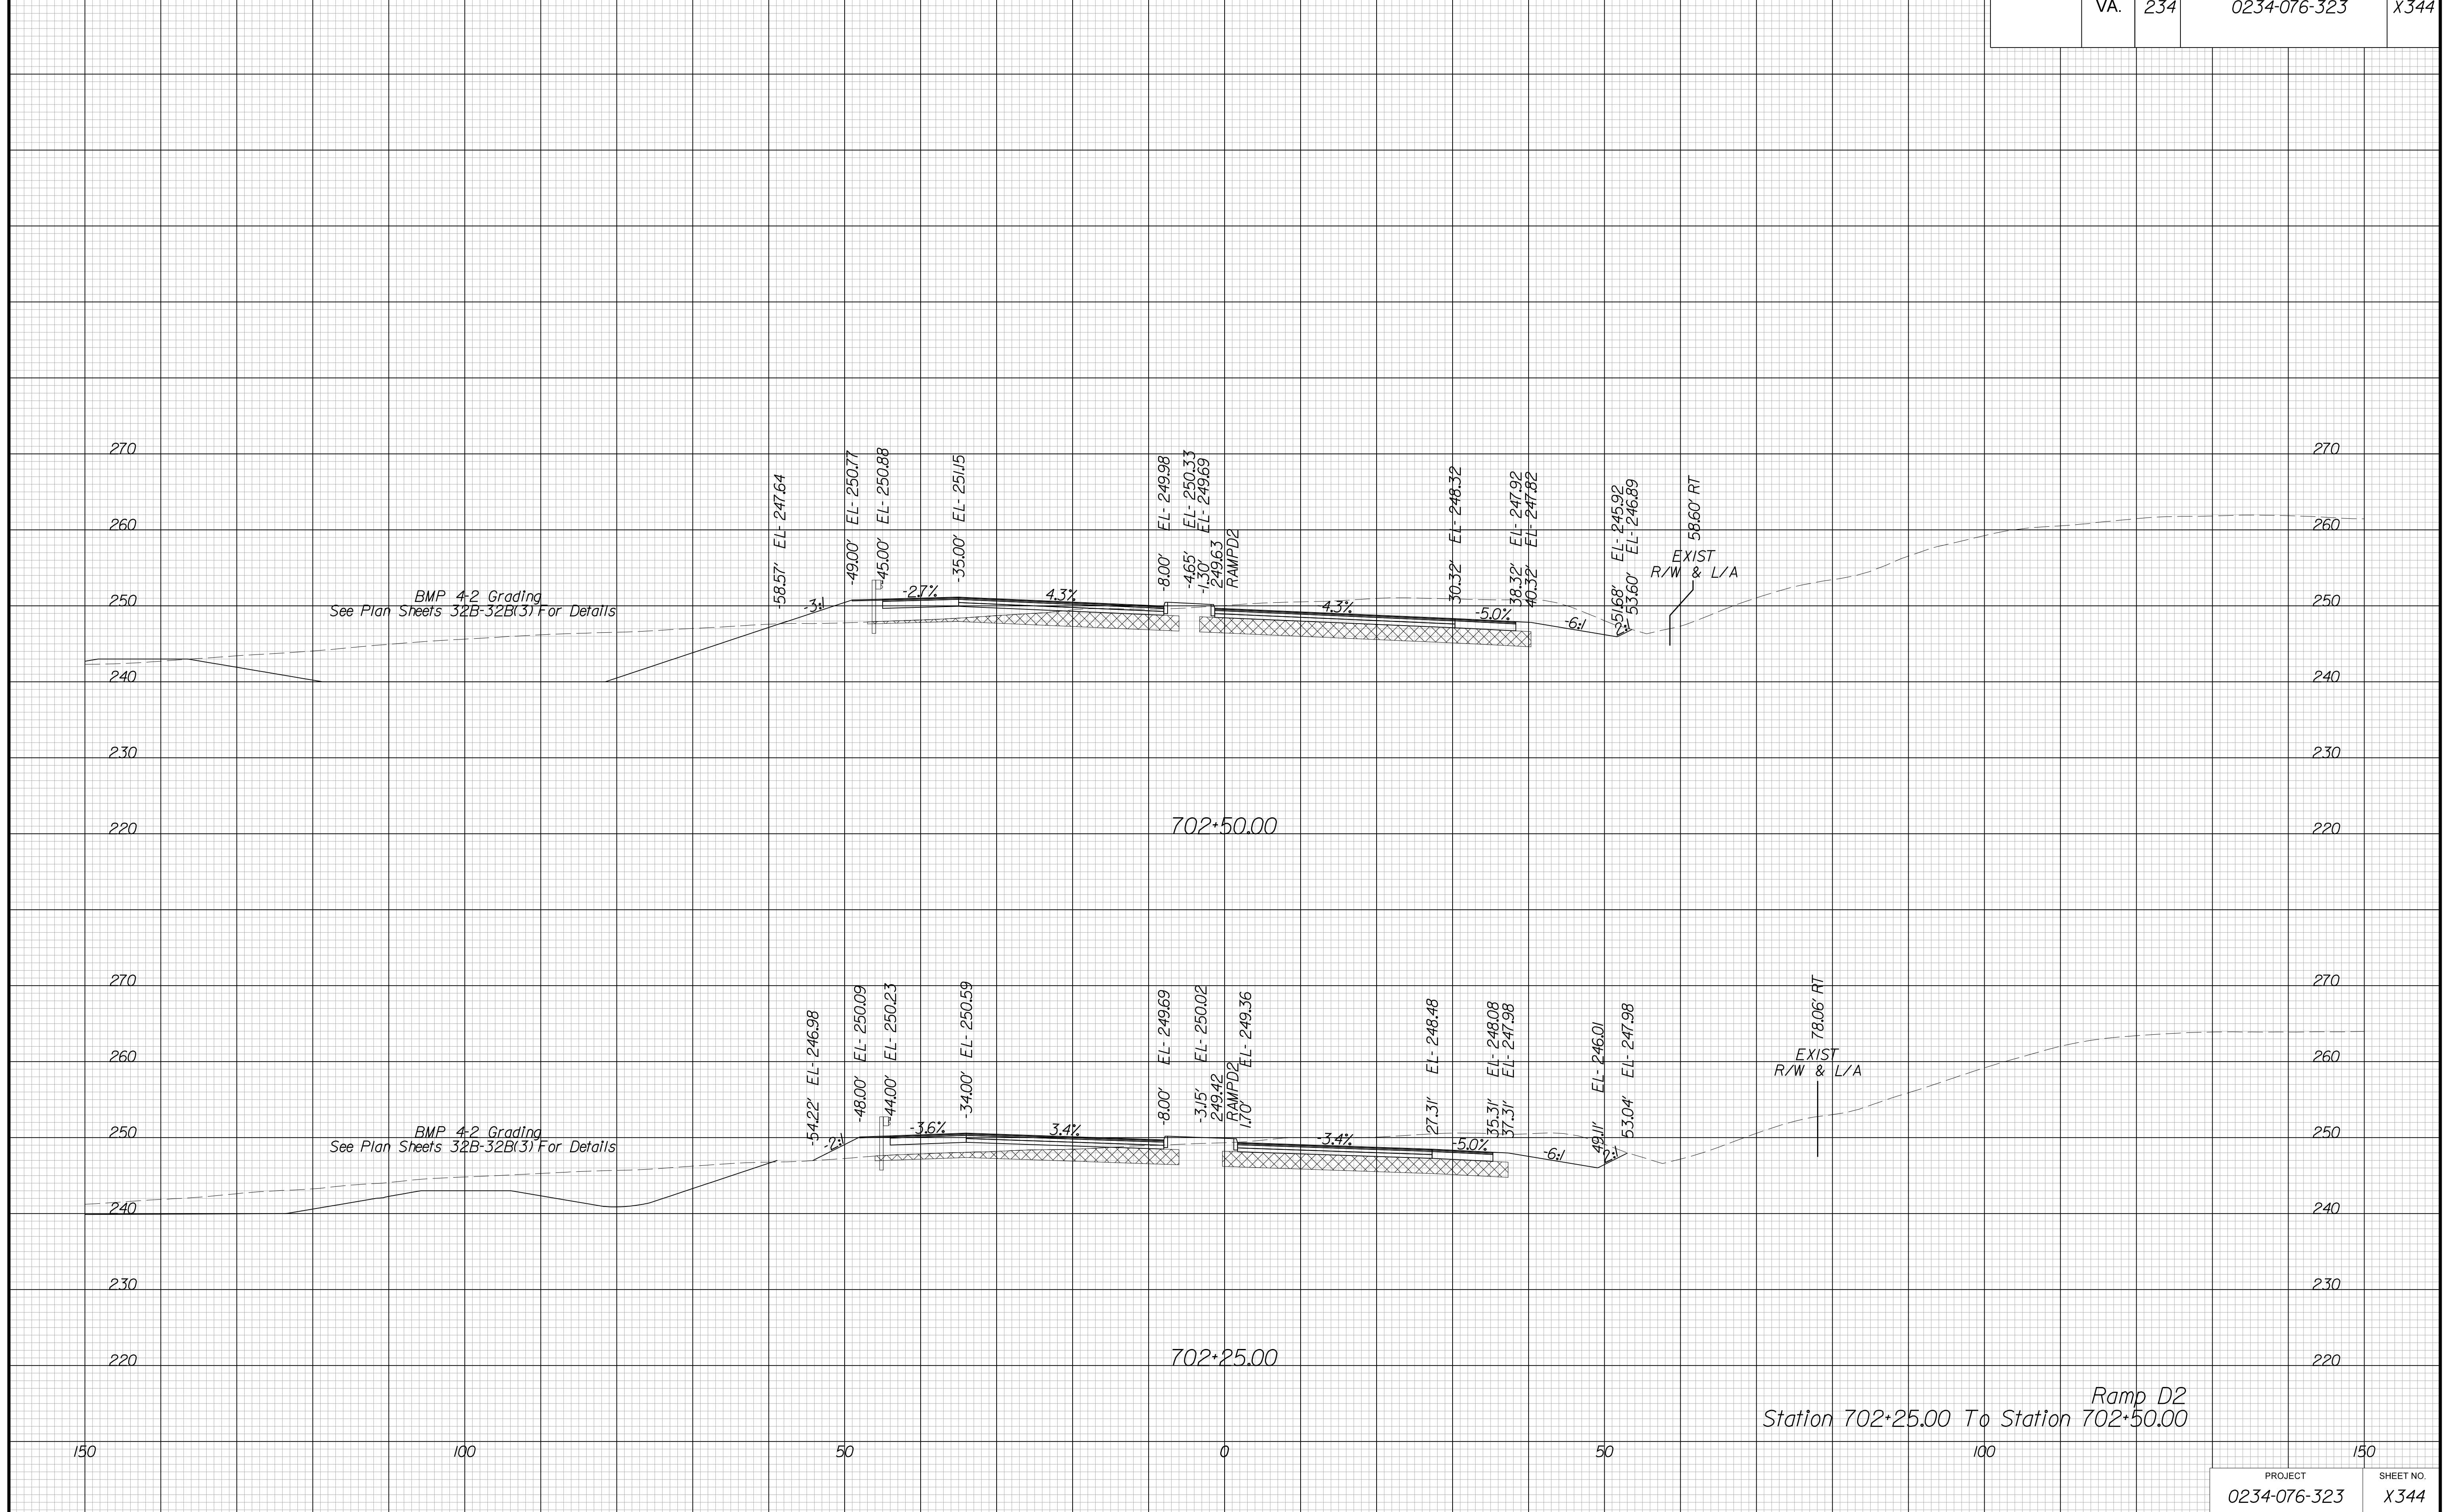 VA. 234 0234-076-323 X344
270 270
260 260
250 250
240 240
230 230
220 220
-58.57' EL- 247.64
-49.00' EL- 250.77
-45.00' EL- 250.88
-35.00' EL- 251.15
-8.00' EL- 249.98
-4.65' EL- 250.33
-1.30' EL- 249.69
249.63
RAMPD2
30.32' EL- 248.32
38.32' EL- 247.92
40.32' EL- 247.82
51.68' EL- 245.92
53.60' EL- 246.89
58.60' RT
EXIST
R/W & L/A
BMP 4-2 Grading
See Plan Sheets 32B-32B(3) For Details
-3:1
-2.7%
4.3%
-4.3%
-5.0%
-6:1
2:1
702+50.00
270 270
260 260
250 250
240 240
230 230
220 220
-54.22' EL- 246.98
-48.00' EL- 250.09
-44.00' EL- 250.23
-34.00' EL- 250.59
-8.00' EL- 249.69
-3.15' EL- 250.02
249.42
RAMPD2
1.70' EL- 249.36
27.31' EL- 248.48
35.31' EL- 248.08
37.31' EL- 247.98
49.11' EL- 246.01
53.04' EL- 247.98
78.06' RT
EXIST
R/W & L/A
BMP 4-2 Grading
See Plan Sheets 32B-32B(3) For Details
-2:1
-3.6%
3.4%
-3.4%
-5.0%
-6:1
2:1
702+25.00
Ramp D2
Station 702+25.00 To Station 702+50.00
150 100 50 0 50 100 150
PROJECT SHEET NO.
0234-076-323 X344